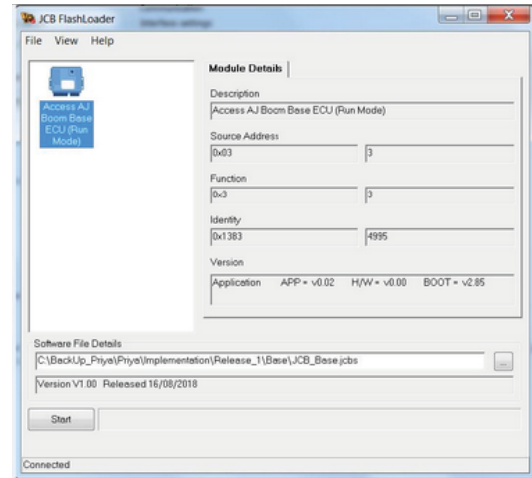 JCB FlashLoader
File View Help
Access AJ
Boom Base
ECU (Run
Mode)
Module Details
Description
Access AJ Boom Base ECU (Run Mode)
Source Address
0x03 3
Function
0x3 3
Identity
0x1383 4995
Version
Application APP = v0.02 H/W = v0.00 BOOT = v2.85
Software File Details
C:\BackUp_Priya\Priya\Implementation\Release_1\Base\JCB_Base.jcbs
...
Version V1.00 Released 16/08/2018
Start
Connected